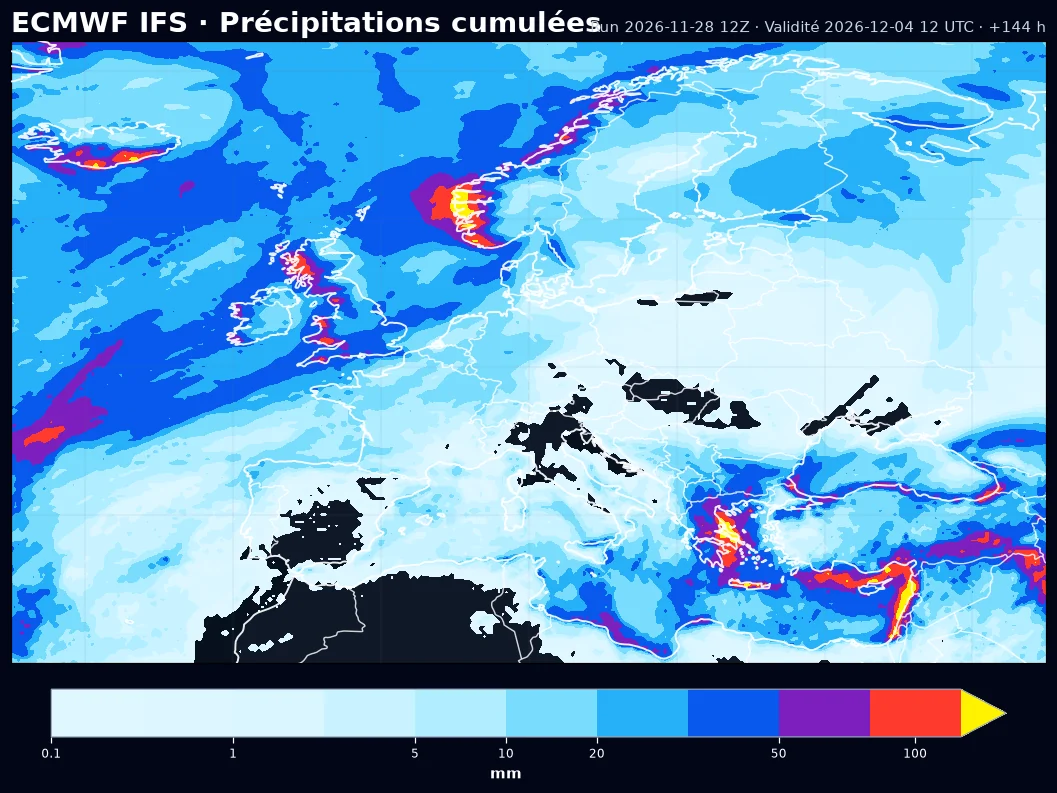 ECMWF IFS · Précipitations cumulées
Run 2026-11-28 12Z · Validité 2026-12-04 12 UTC · +144 h
0.1 1 5 10 20 50 100
mm